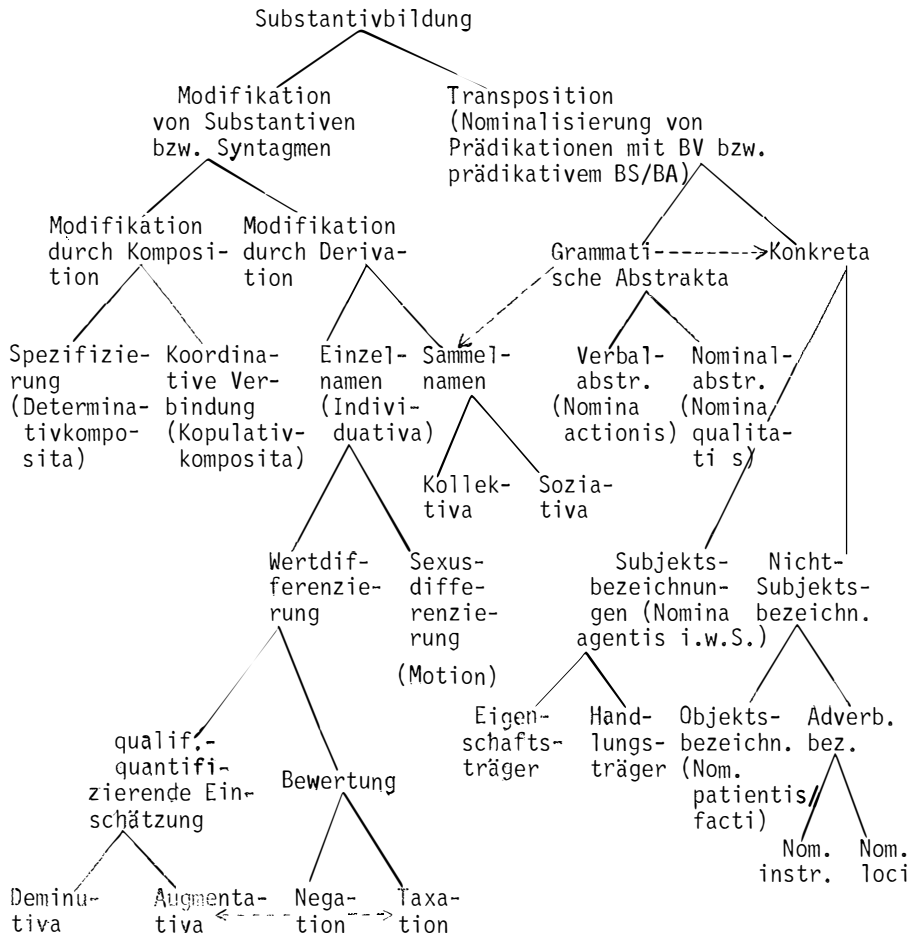 Substantivbildung
Modifikation
von Substantiven
bzw. Syntagmen
Transposition
(Nominalisierung von
Prädikationen mit BV bzw.
prädikativem BS/BA)
Modifikation
durch Komposi-
tion
Modifikation
durch Deriva-
tion
Grammati-
sche Abstrakta
Konkreta
Spezifizie-
rung
(Determina-
tivkompo-
sita)
Koordina-
tive Ver-
bindung
(Kopulativ-
komposita)
Einzel-
namen
(Indivi-
duativa)
Sammel-
namen
Verbal-
abstr.
(Nomina
actionis)
Nominal-
abstr.
(Nomina
qualita-
ti s)
Kollek-
tiva
Sozia-
tiva
Wertdif-
ferenzie-
rung
Sexus-
diffe-
renzie-
rung
(Motion)
Subjekts-
bezeichnun-
gen (Nomina
agentis i.w.S.)
Nicht-
Subjekts-
bezeichn.
Eigen-
schafts-
träger
Hand-
lungs-
träger
Objekts-
bezeichn.
(Nom.
patientis/
facti)
Adverb.
bez.
qualif.-
quantifi-
zierende Ein-
schätzung
Bewertung
Nom.
instr.
Nom.
loci
Deminu-
tiva
Augmenta-
tiva
Nega-
tion
Taxa-
tion